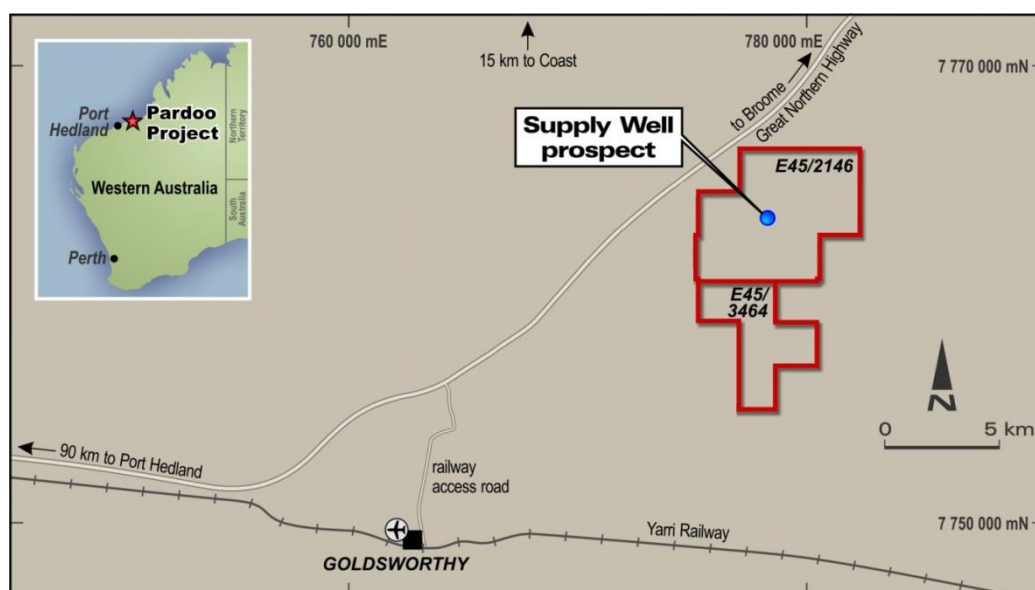 760 000 mE
780 000 mE
15 km to Coast
7 770 000 mN
to Broome
Great Northern Highway
Port
Hedland
Pardoo
Project
Northern
Territory
Western Australia
South
Australia
Perth
Supply Well
prospect
E45/2146
E45/
3464
N
0 5 km
90 km to Port Hedland
railway
access road
Yarri Railway
7 750 000 mN
GOLDSWORTHY